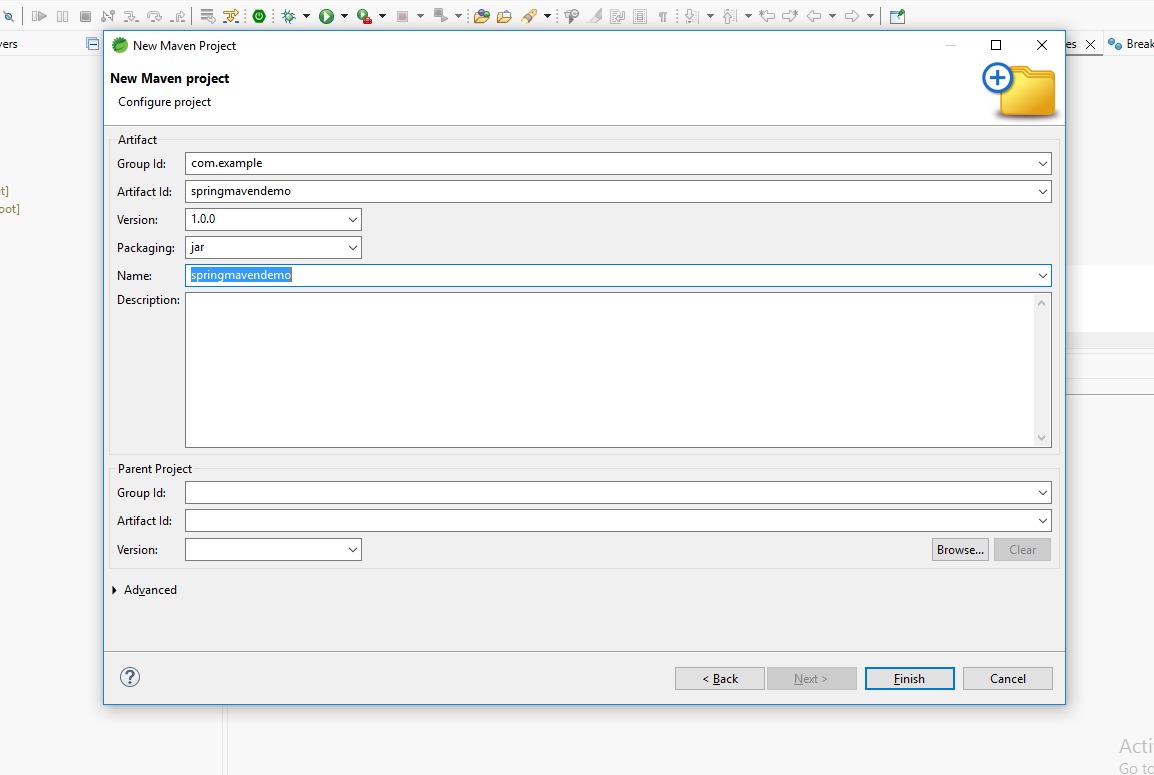 New Maven Project
New Maven project
Configure project
Artifact
Group Id: com.example
Artifact Id: springmavendemo
Version: 1.0.0
Packaging: jar
Name: springmavendemo
Description:
Parent Project
Group Id:
Artifact Id:
Version:
Browse... Clear
Advanced
< Back Next > Finish Cancel
vers
es
Break
t]
oot]
Acti
Go to